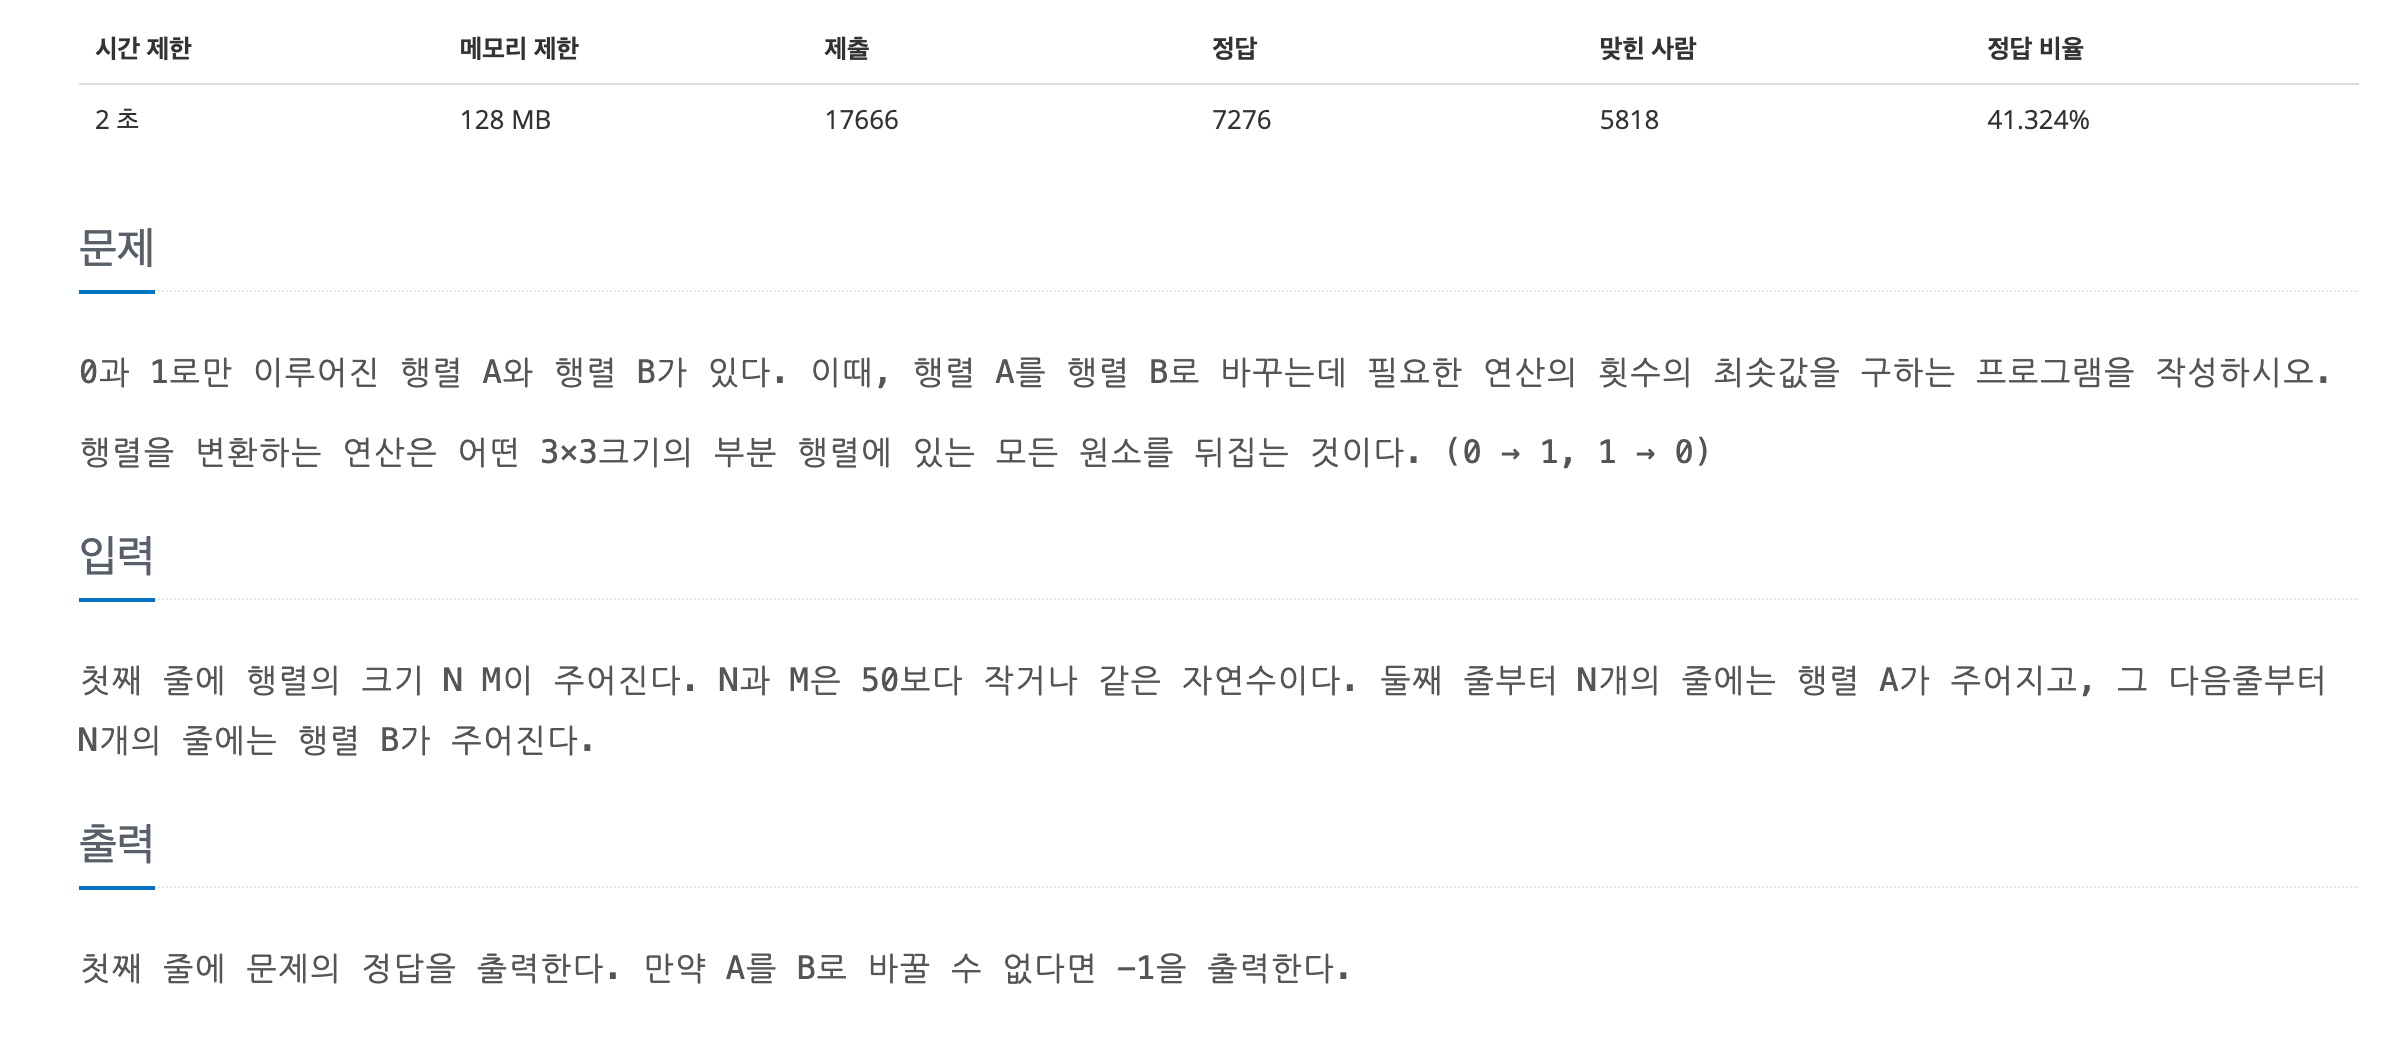 시간 제한 메모리 제한 제출 정답 맞힌 사람 정답 비율
2 초 128 MB 17666 7276 5818 41.324%
문제
0과 1로만 이루어진 행렬 A와 행렬 B가 있다. 이때, 행렬 A를 행렬 B로 바꾸는데 필요한 연산의 횟수의 최솟값을 구하는 프로그램을 작성하시오.
행렬을 변환하는 연산은 어떤 3×3크기의 부분 행렬에 있는 모든 원소를 뒤집는 것이다. (0 → 1, 1 → 0)
입력
첫째 줄에 행렬의 크기 N M이 주어진다. N과 M은 50보다 작거나 같은 자연수이다. 둘째 줄부터 N개의 줄에는 행렬 A가 주어지고, 그 다음줄부터
N개의 줄에는 행렬 B가 주어진다.
출력
첫째 줄에 문제의 정답을 출력한다. 만약 A를 B로 바꿀 수 없다면 -1을 출력한다.